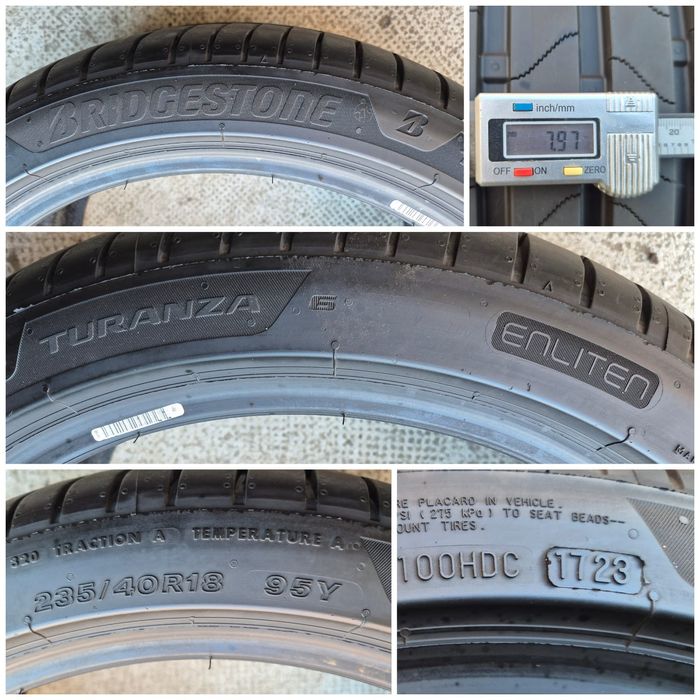 BRIDGESTONE B
inch/mm
7.97
20
OFF ON ZERO
TURANZA 6 ENLITEN
320 TRACTION A TEMPERATURE A
235/40R18 95Y
RE PLACARD IN VEHICLE.
SI (275 KPa) TO SEAT BEADS--
OUNT TIRES.
100HDC 1723